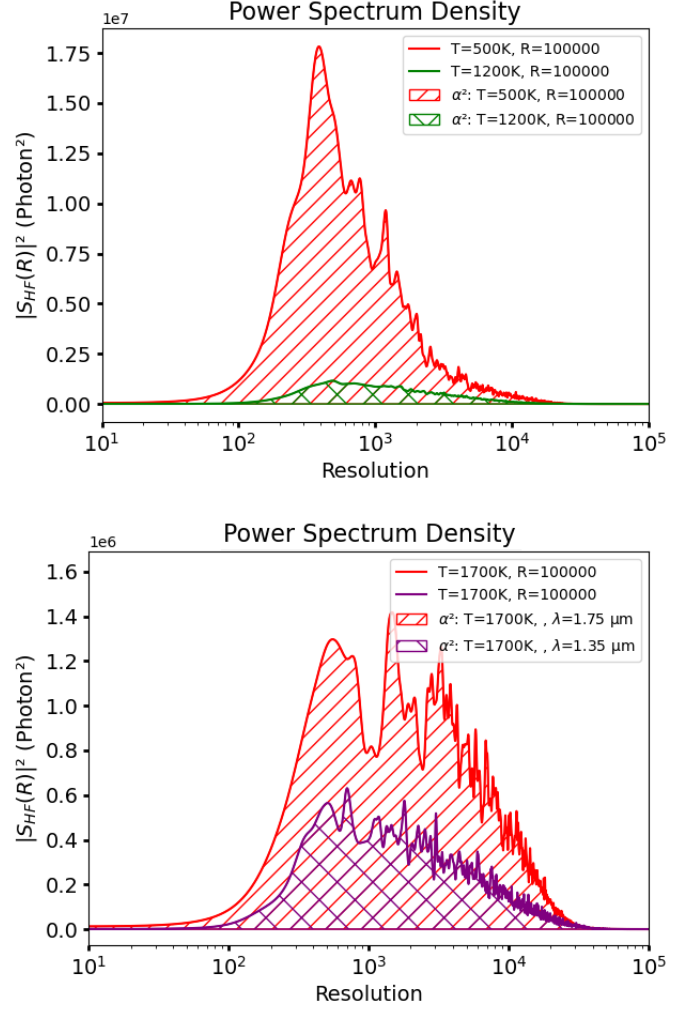 Power Spectrum Density
1e7
T=500K, R=100000
T=1200K, R=100000
α²: T=500K, R=100000
α²: T=1200K, R=100000
1.75
1.50
1.25
1.00
0.75
0.50
0.25
0.00
|S_HF(R)|² (Photon²)
10¹ 10² 10³ 10⁴ 10⁵
Resolution
Power Spectrum Density
1e6
T=1700K, R=100000
T=1700K, R=100000
α²: T=1700K, , λ=1.75 μm
α²: T=1700K, , λ=1.35 μm
1.6
1.4
1.2
1.0
0.8
0.6
0.4
0.2
0.0
|S_HF(R)|² (Photon²)
10¹ 10² 10³ 10⁴ 10⁵
Resolution